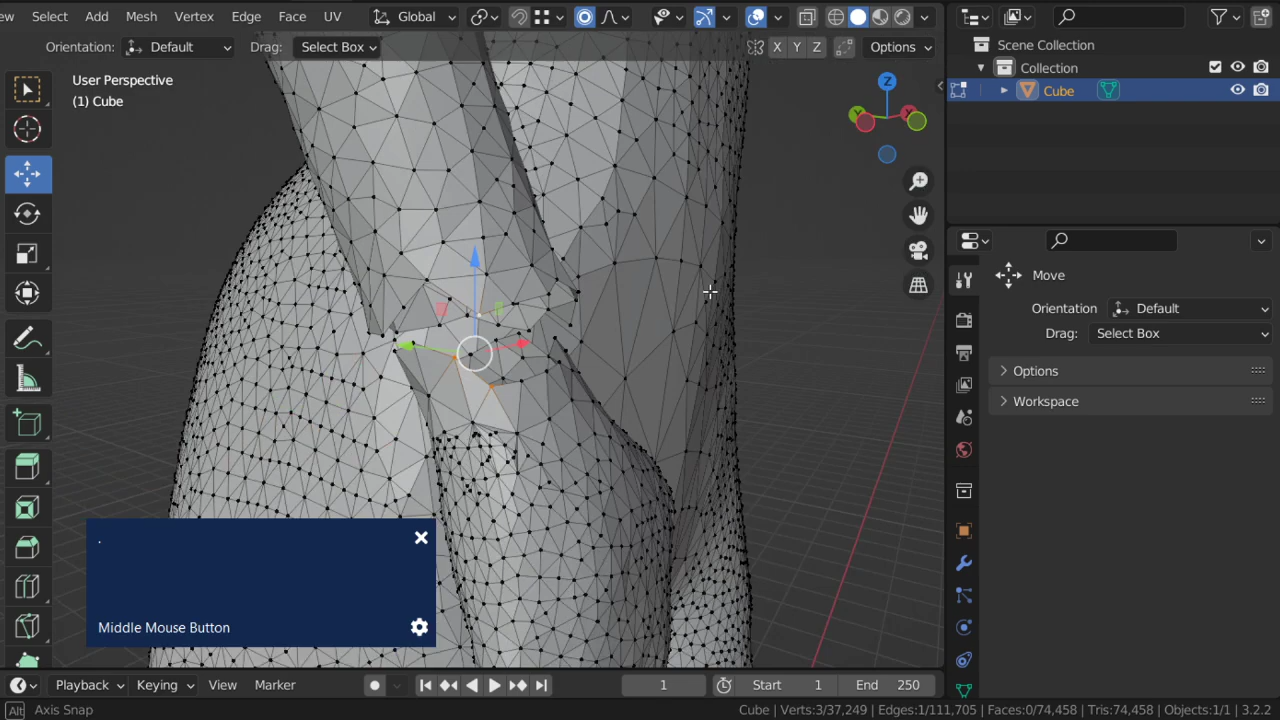 ew Select Add Mesh Vertex Edge Face UV Global
Orientation: Default Drag: Select Box X Y Z Options
User Perspective
(1) Cube
Z
Y
X
.
Middle Mouse Button
Scene Collection
Collection
Cube
Move
Orientation Default
Drag: Select Box
Options
Workspace
Playback Keying View Marker 1 Start 1 End 250
Alt Axis Snap Cube | Verts:3/37,249 | Edges:1/111,705 | Faces:0/74,458 | Tris:74,458 | Objects:1/1 | 3.2.2